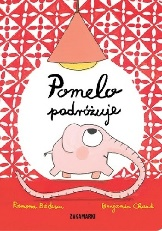 Pomelo
podróżuje
Ramona Bădescu
Benjamin Chaud
ZAKAMARKI